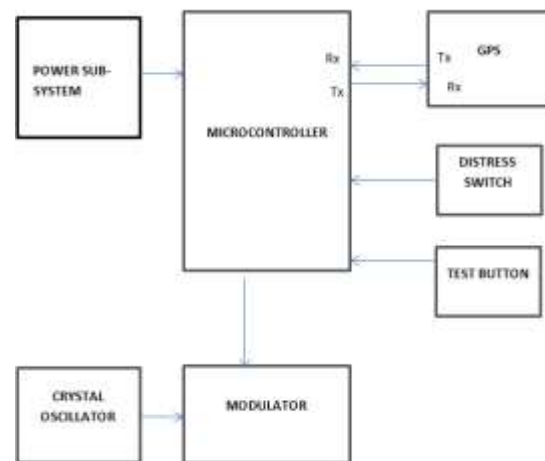 POWER SUB-
SYSTEM
MICROCONTROLLER
Rx
Tx
Tx
GPS
Rx
DISTRESS
SWITCH
TEST BUTTON
CRYSTAL
OSCILLATOR
MODULATOR